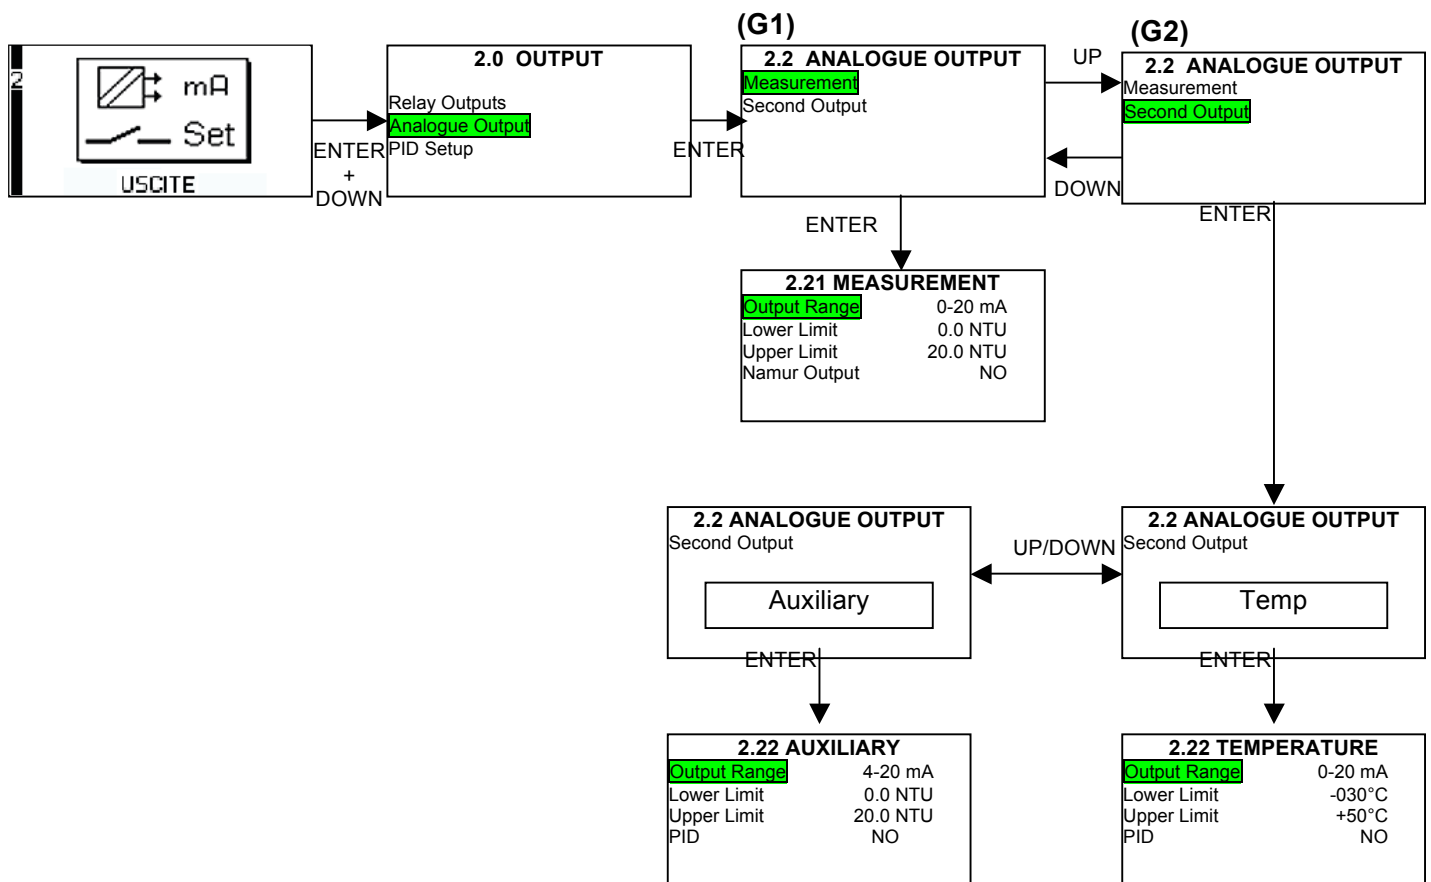 (G1)
(G2)
2
mA
Set
USCITE
ENTER
+
DOWN
2.0 OUTPUT
Relay Outputs
Analogue Output
PID Setup
ENTER
2.2 ANALOGUE OUTPUT
Measurement
Second Output
UP
DOWN
2.2 ANALOGUE OUTPUT
Measurement
Second Output
ENTER
ENTER
2.21 MEASUREMENT
Output Range 0-20 mA
Lower Limit 0.0 NTU
Upper Limit 20.0 NTU
Namur Output NO
2.2 ANALOGUE OUTPUT
Second Output
Auxiliary
UP/DOWN
2.2 ANALOGUE OUTPUT
Second Output
Temp
ENTER
ENTER
2.22 AUXILIARY
Output Range 4-20 mA
Lower Limit 0.0 NTU
Upper Limit 20.0 NTU
PID NO
2.22 TEMPERATURE
Output Range 0-20 mA
Lower Limit -030°C
Upper Limit +50°C
PID NO